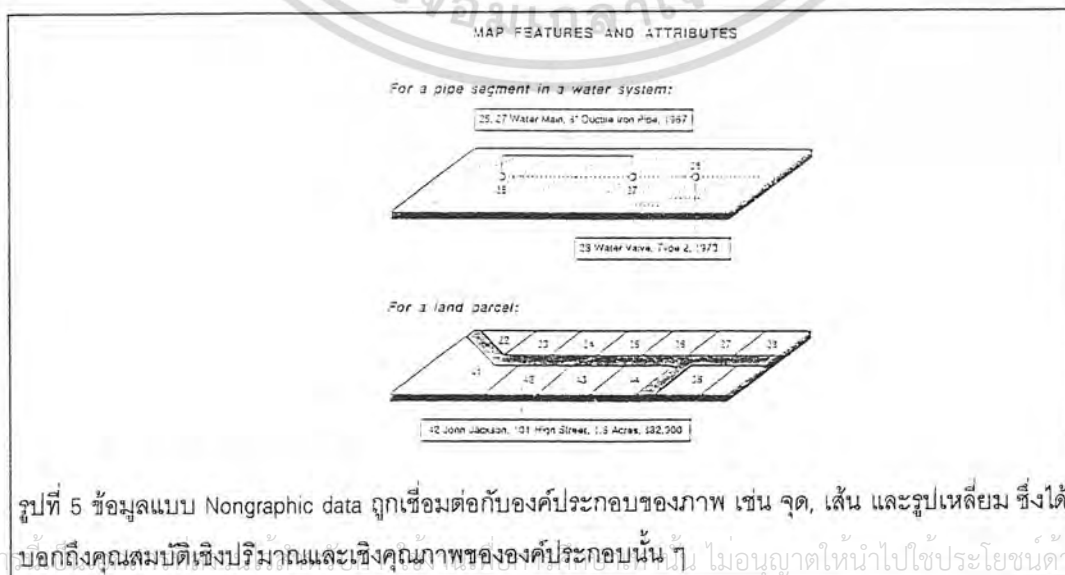 MAP FEATURES AND ATTRIBUTES
For a pipe segment in a water system:
Water Main, 6" Ductile Iron Pipe, 1967
27
Water Valve, Type 2, 1973
For a land parcel:
22 23 24 25 26 27 28
41 42 43 44
42 John Jackson, 101 High Street, 1.6 Acres, $32,000
รูปที่ 5 ข้อมูลแบบ Nongraphic data ถูกเชื่อมต่อกับองค์ประกอบของภาพ เช่น จุด, เส้น และรูปเหลี่ยม ซึ่งได้
บอกถึงคุณสมบัติเชิงปริมาณและเชิงคุณภาพขององค์ประกอบนั้น ๆ
ไม่อนุญาตให้นำไปใช้ประโยชน์ด้